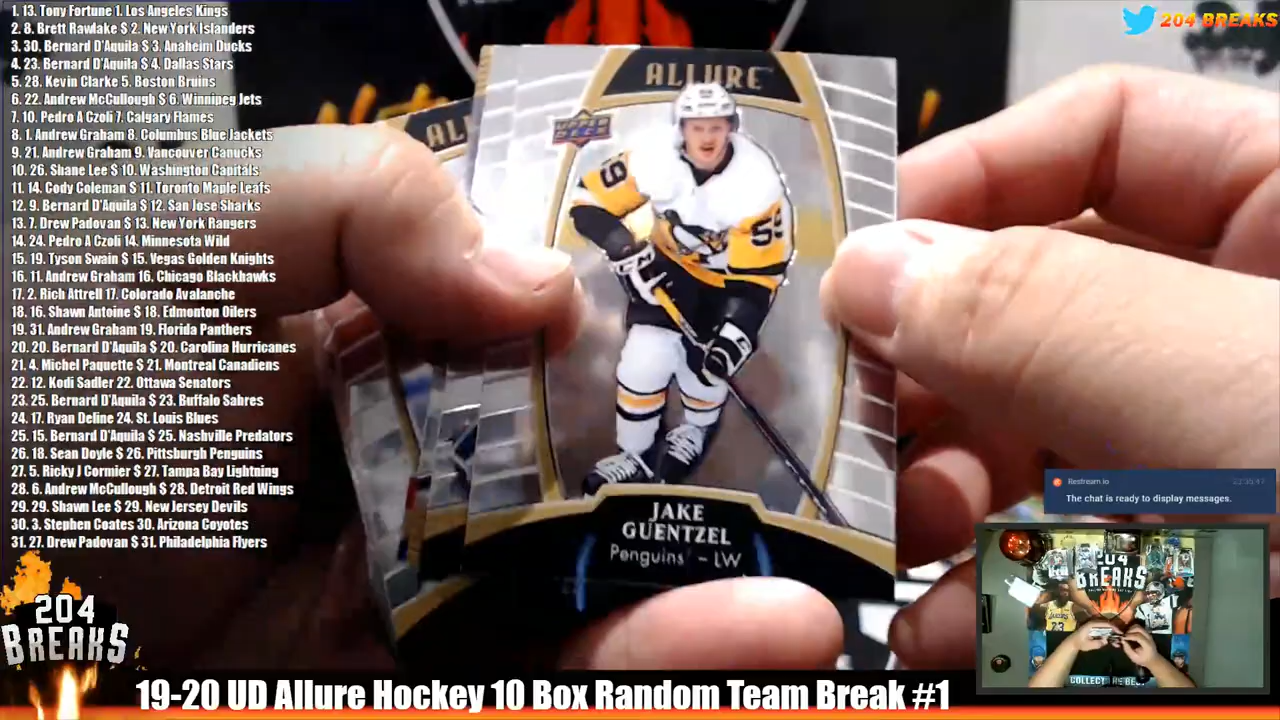 1. 13. Tony Fortune 1. Los Angeles Kings
2. 8. Brett Rawlake $ 2. New York Islanders
3. 30. Bernard D'Aquila $ 3. Anaheim Ducks
4. 23. Bernard D'Aquila $ 4. Dallas Stars
5. 28. Kevin Clarke 5. Boston Bruins
6. 22. Andrew McCullough $ 6. Winnipeg Jets
7. 10. Pedro A Czoli 7. Calgary Flames
8. 1. Andrew Graham 8. Columbus Blue Jackets
9. 21. Andrew Graham 9. Vancouver Canucks
10. 26. Shane Lee $ 10. Washington Capitals
11. 14. Cody Coleman $ 11. Toronto Maple Leafs
12. 9. Bernard D'Aquila $ 12. San Jose Sharks
13. 7. Drew Padovan $ 13. New York Rangers
14. 24. Pedro A Czoli 14. Minnesota Wild
15. 19. Tyson Swain $ 15. Vegas Golden Knights
16. 11. Andrew Graham 16. Chicago Blackhawks
17. 2. Rich Attrell 17. Colorado Avalanche
18. 16. Shawn Antoine $ 18. Edmonton Oilers
19. 31. Andrew Graham 19. Florida Panthers
20. 20. Bernard D'Aquila $ 20. Carolina Hurricanes
21. 4. Michel Paquette $ 21. Montreal Canadiens
22. 12. Kodi Sadler 22. Ottawa Senators
23. 25. Bernard D'Aquila $ 23. Buffalo Sabres
24. 17. Ryan Deline 24. St. Louis Blues
25. 15. Bernard D'Aquila $ 25. Nashville Predators
26. 18. Sean Doyle $ 26. Pittsburgh Penguins
27. 5. Ricky J Cormier $ 27. Tampa Bay Lightning
28. 6. Andrew McCullough $ 28. Detroit Red Wings
29. 29. Shawn Lee $ 29. New Jersey Devils
30. 3. Stephen Coates 30. Arizona Coyotes
31. 27. Drew Padovan $ 31. Philadelphia Flyers
204 BREAKS
ALLURE
UPPER DECK
AL
59
59
JAKE
GUENTZEL
Penguins - LW
Restream.io
The chat is ready to display messages.
BREAKS
23
204
BREAKS
19-20 UD Allure Hockey 10 Box Random Team Break #1